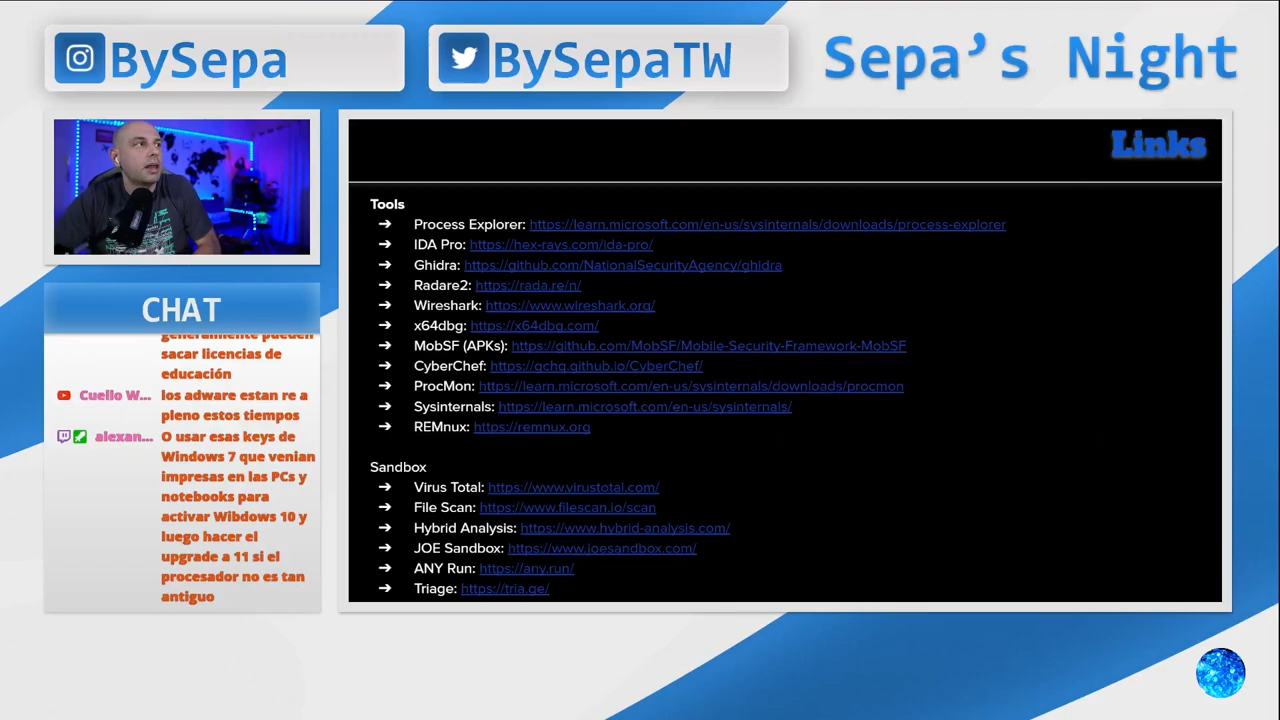 BySepa
BySepaTW
Sepa’s Night
Links
Tools
➔ Process Explorer: https://learn.microsoft.com/en-us/sysinternals/downloads/process-explorer
➔ IDA Pro: https://hex-rays.com/ida-pro/
➔ Ghidra: https://github.com/NationalSecurityAgency/ghidra
➔ Radare2: https://rada.re/n/
➔ Wireshark: https://www.wireshark.org/
➔ x64dbg: https://x64dbg.com/
➔ MobSF (APKs): https://github.com/MobSF/Mobile-Security-Framework-MobSF
➔ CyberChef: https://gchq.github.io/CyberChef/
➔ ProcMon: https://learn.microsoft.com/en-us/sysinternals/downloads/procmon
➔ Sysinternals: https://learn.microsoft.com/en-us/sysinternals/
➔ REMnux: https://remnux.org
Sandbox
➔ Virus Total: https://www.virustotal.com/
➔ File Scan: https://www.filescan.io/scan
➔ Hybrid Analysis: https://www.hybrid-analysis.com/
➔ JOE Sandbox: https://www.joesandbox.com/
➔ ANY Run: https://any.run/
➔ Triage: https://tria.ge/
CHAT
generalmente pueden
sacar licencias de
educación
Cuello W... los adware estan re a
pleno estos tiempos
alexan... O usar esas keys de
Windows 7 que venian
impresas en las PCs y
notebooks para
activar Wibdows 10 y
luego hacer el
upgrade a 11 si el
procesador no es tan
antiguo